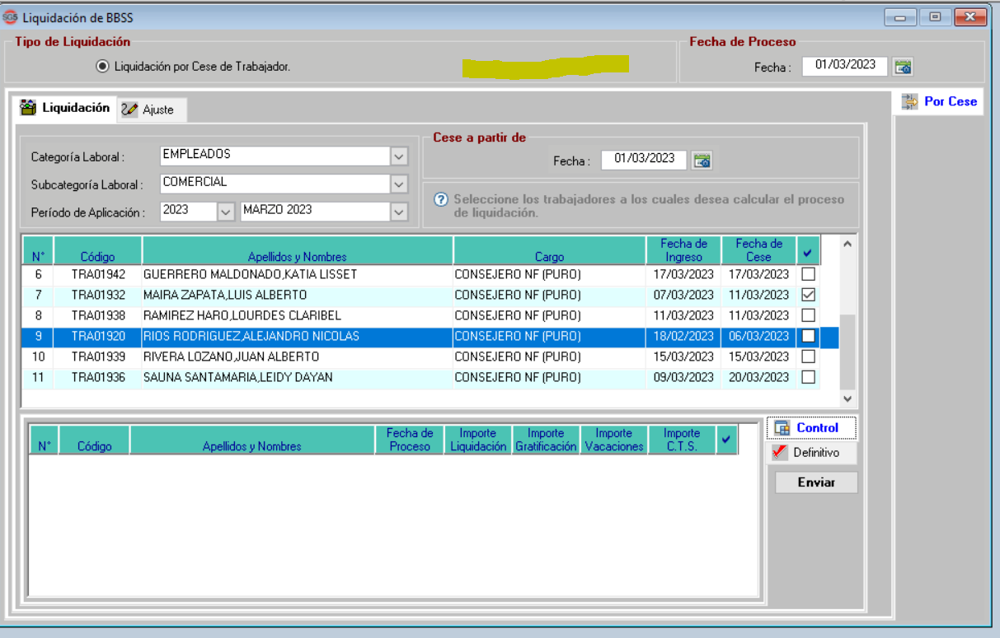 SG5 Liquidación de BBSS
Tipo de Liquidación
Liquidación por Cese de Trabajador.
Fecha de Proceso
Fecha : 01/03/2023
Liquidación Ajuste
Por Cese
Categoría Laboral : EMPLEADOS
Subcategoría Laboral : COMERCIAL
Período de Aplicación : 2023 MARZO 2023
Cese a partir de
Fecha : 01/03/2023
Seleccione los trabajadores a los cuales desea calcular el proceso
de liquidación.
N° Código Apellidos y Nombres Cargo Fecha de Ingreso Fecha de Cese
6 TRA01942 GUERRERO MALDONADO,KATIA LISSET CONSEJERO NF (PURO) 17/03/2023 17/03/2023
7 TRA01932 MAIRA ZAPATA,LUIS ALBERTO CONSEJERO NF (PURO) 07/03/2023 11/03/2023
8 TRA01938 RAMIREZ HARO,LOURDES CLARIBEL CONSEJERO NF (PURO) 11/03/2023 11/03/2023
9 TRA01920 RIOS RODRIGUEZ,ALEJANDRO NICOLAS CONSEJERO NF (PURO) 18/02/2023 06/03/2023
10 TRA01939 RIVERA LOZANO,JUAN ALBERTO CONSEJERO NF (PURO) 15/03/2023 15/03/2023
11 TRA01936 SAUNA SANTAMARIA,LEIDY DAYAN CONSEJERO NF (PURO) 09/03/2023 20/03/2023
N° Código Apellidos y Nombres Fecha de Proceso Importe Liquidación Importe Gratificación Importe Vacaciones Importe C.T.S.
Control
Definitivo
Enviar